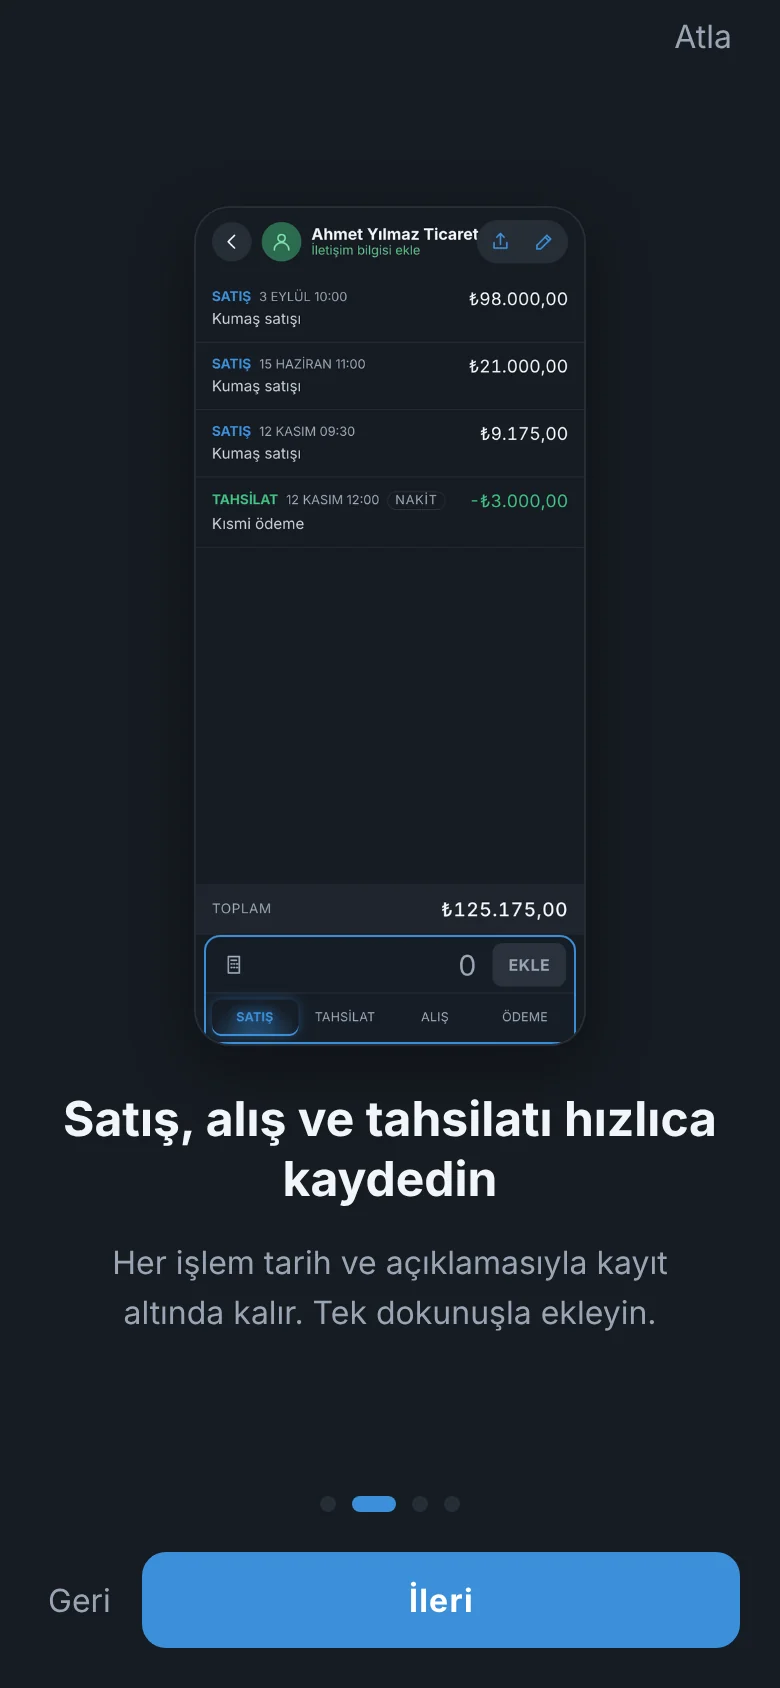 Atla
Ahmet Yılmaz Ticaret
İletişim bilgisi ekle
SATIŞ 3 EYLÜL 10:00 ₺98.000,00
Kumaş satışı
SATIŞ 15 HAZİRAN 11:00 ₺21.000,00
Kumaş satışı
SATIŞ 12 KASIM 09:30 ₺9.175,00
Kumaş satışı
TAHSİLAT 12 KASIM 12:00 NAKİT -₺3.000,00
Kısmi ödeme
TOPLAM ₺125.175,00
0 EKLE
SATIŞ TAHSİLAT ALIŞ ÖDEME
Satış, alış ve tahsilatı hızlıca
kaydedin
Her işlem tarih ve açıklamasıyla kayıt
altında kalır. Tek dokunuşla ekleyin.
Geri İleri